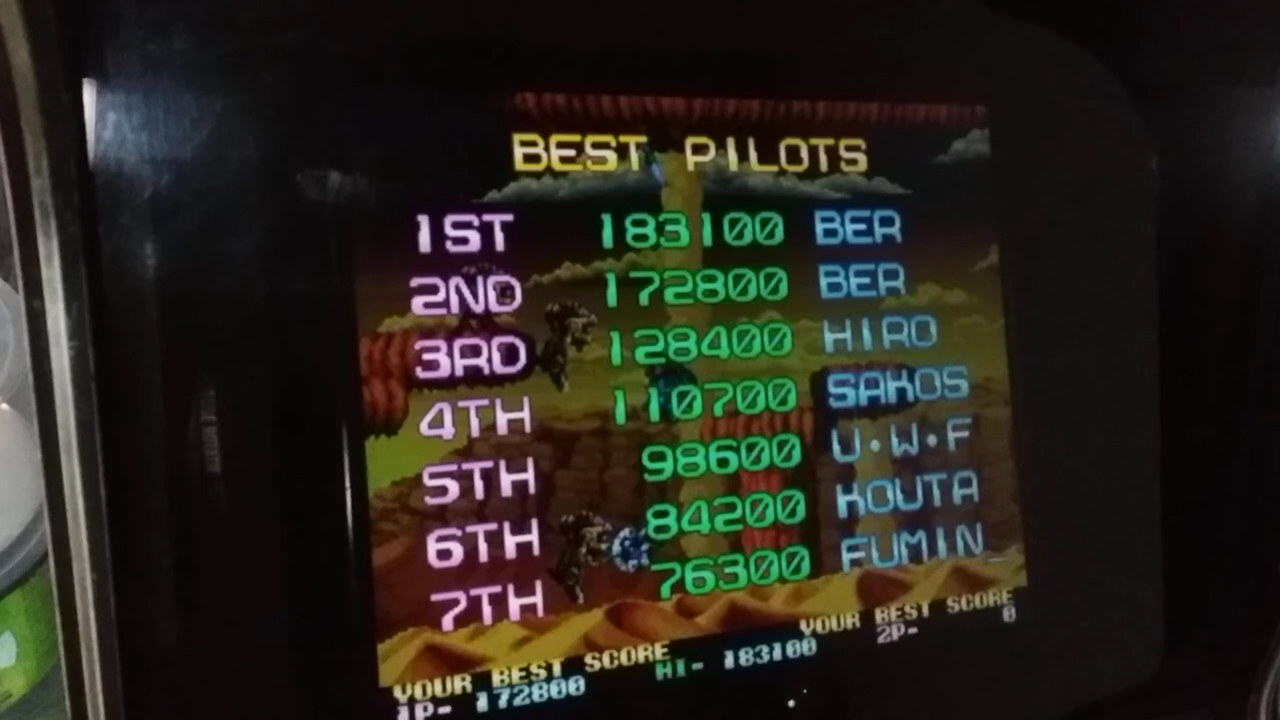 BEST PILOTS
1ST 183100 BER
2ND 172800 BER
3RD 128400 HIRO
4TH 110700 SAKOS
5TH 98600 U·W·F
6TH 84200 KOUTA
7TH 76300 FUMIN_
YOUR BEST SCORE YOUR BEST SCORE
1P- 172800 HI- 183100 2P- 0